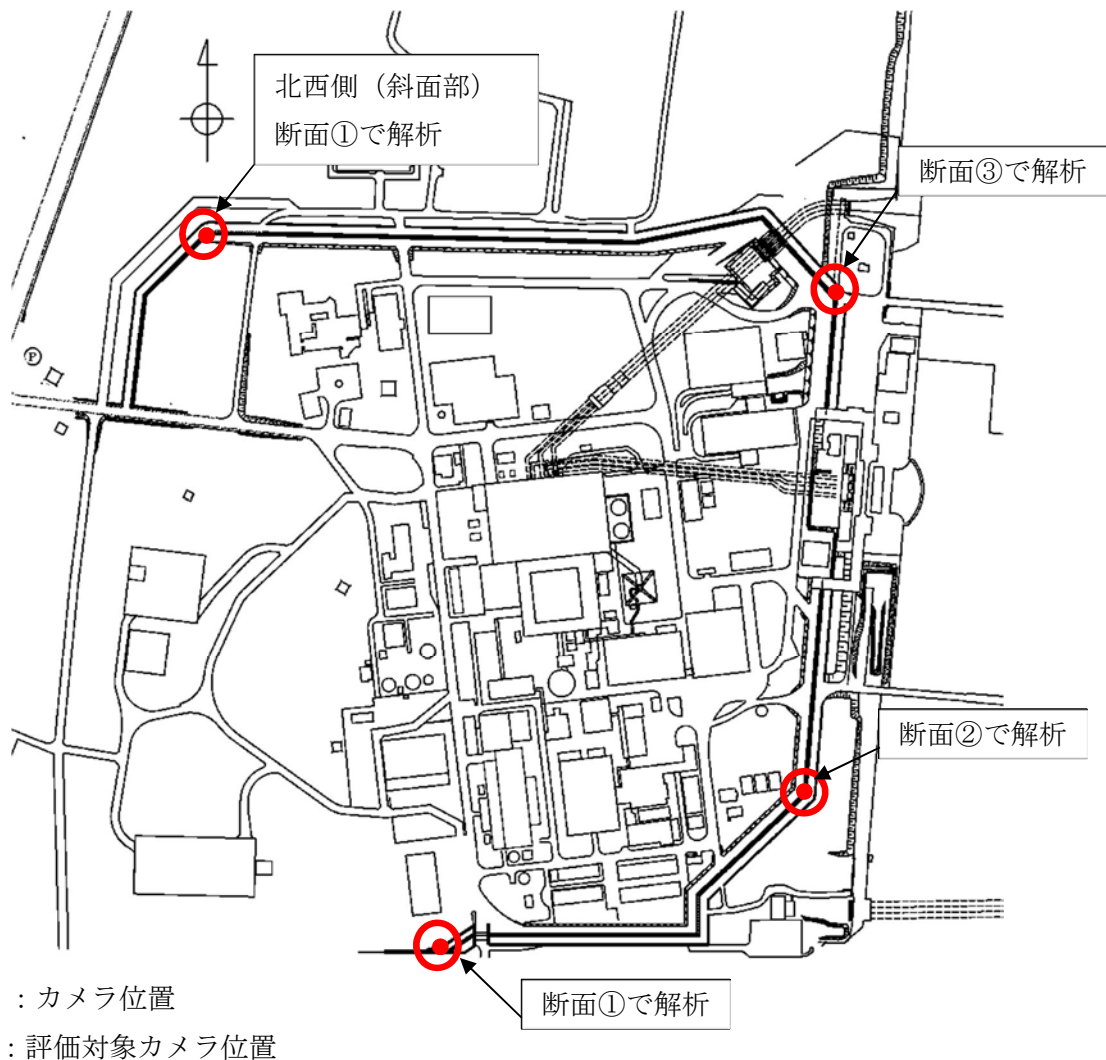 北西側（斜面部）
断面①で解析
断面③で解析
P
断面②で解析
断面①で解析
：カメラ位置
：評価対象カメラ位置